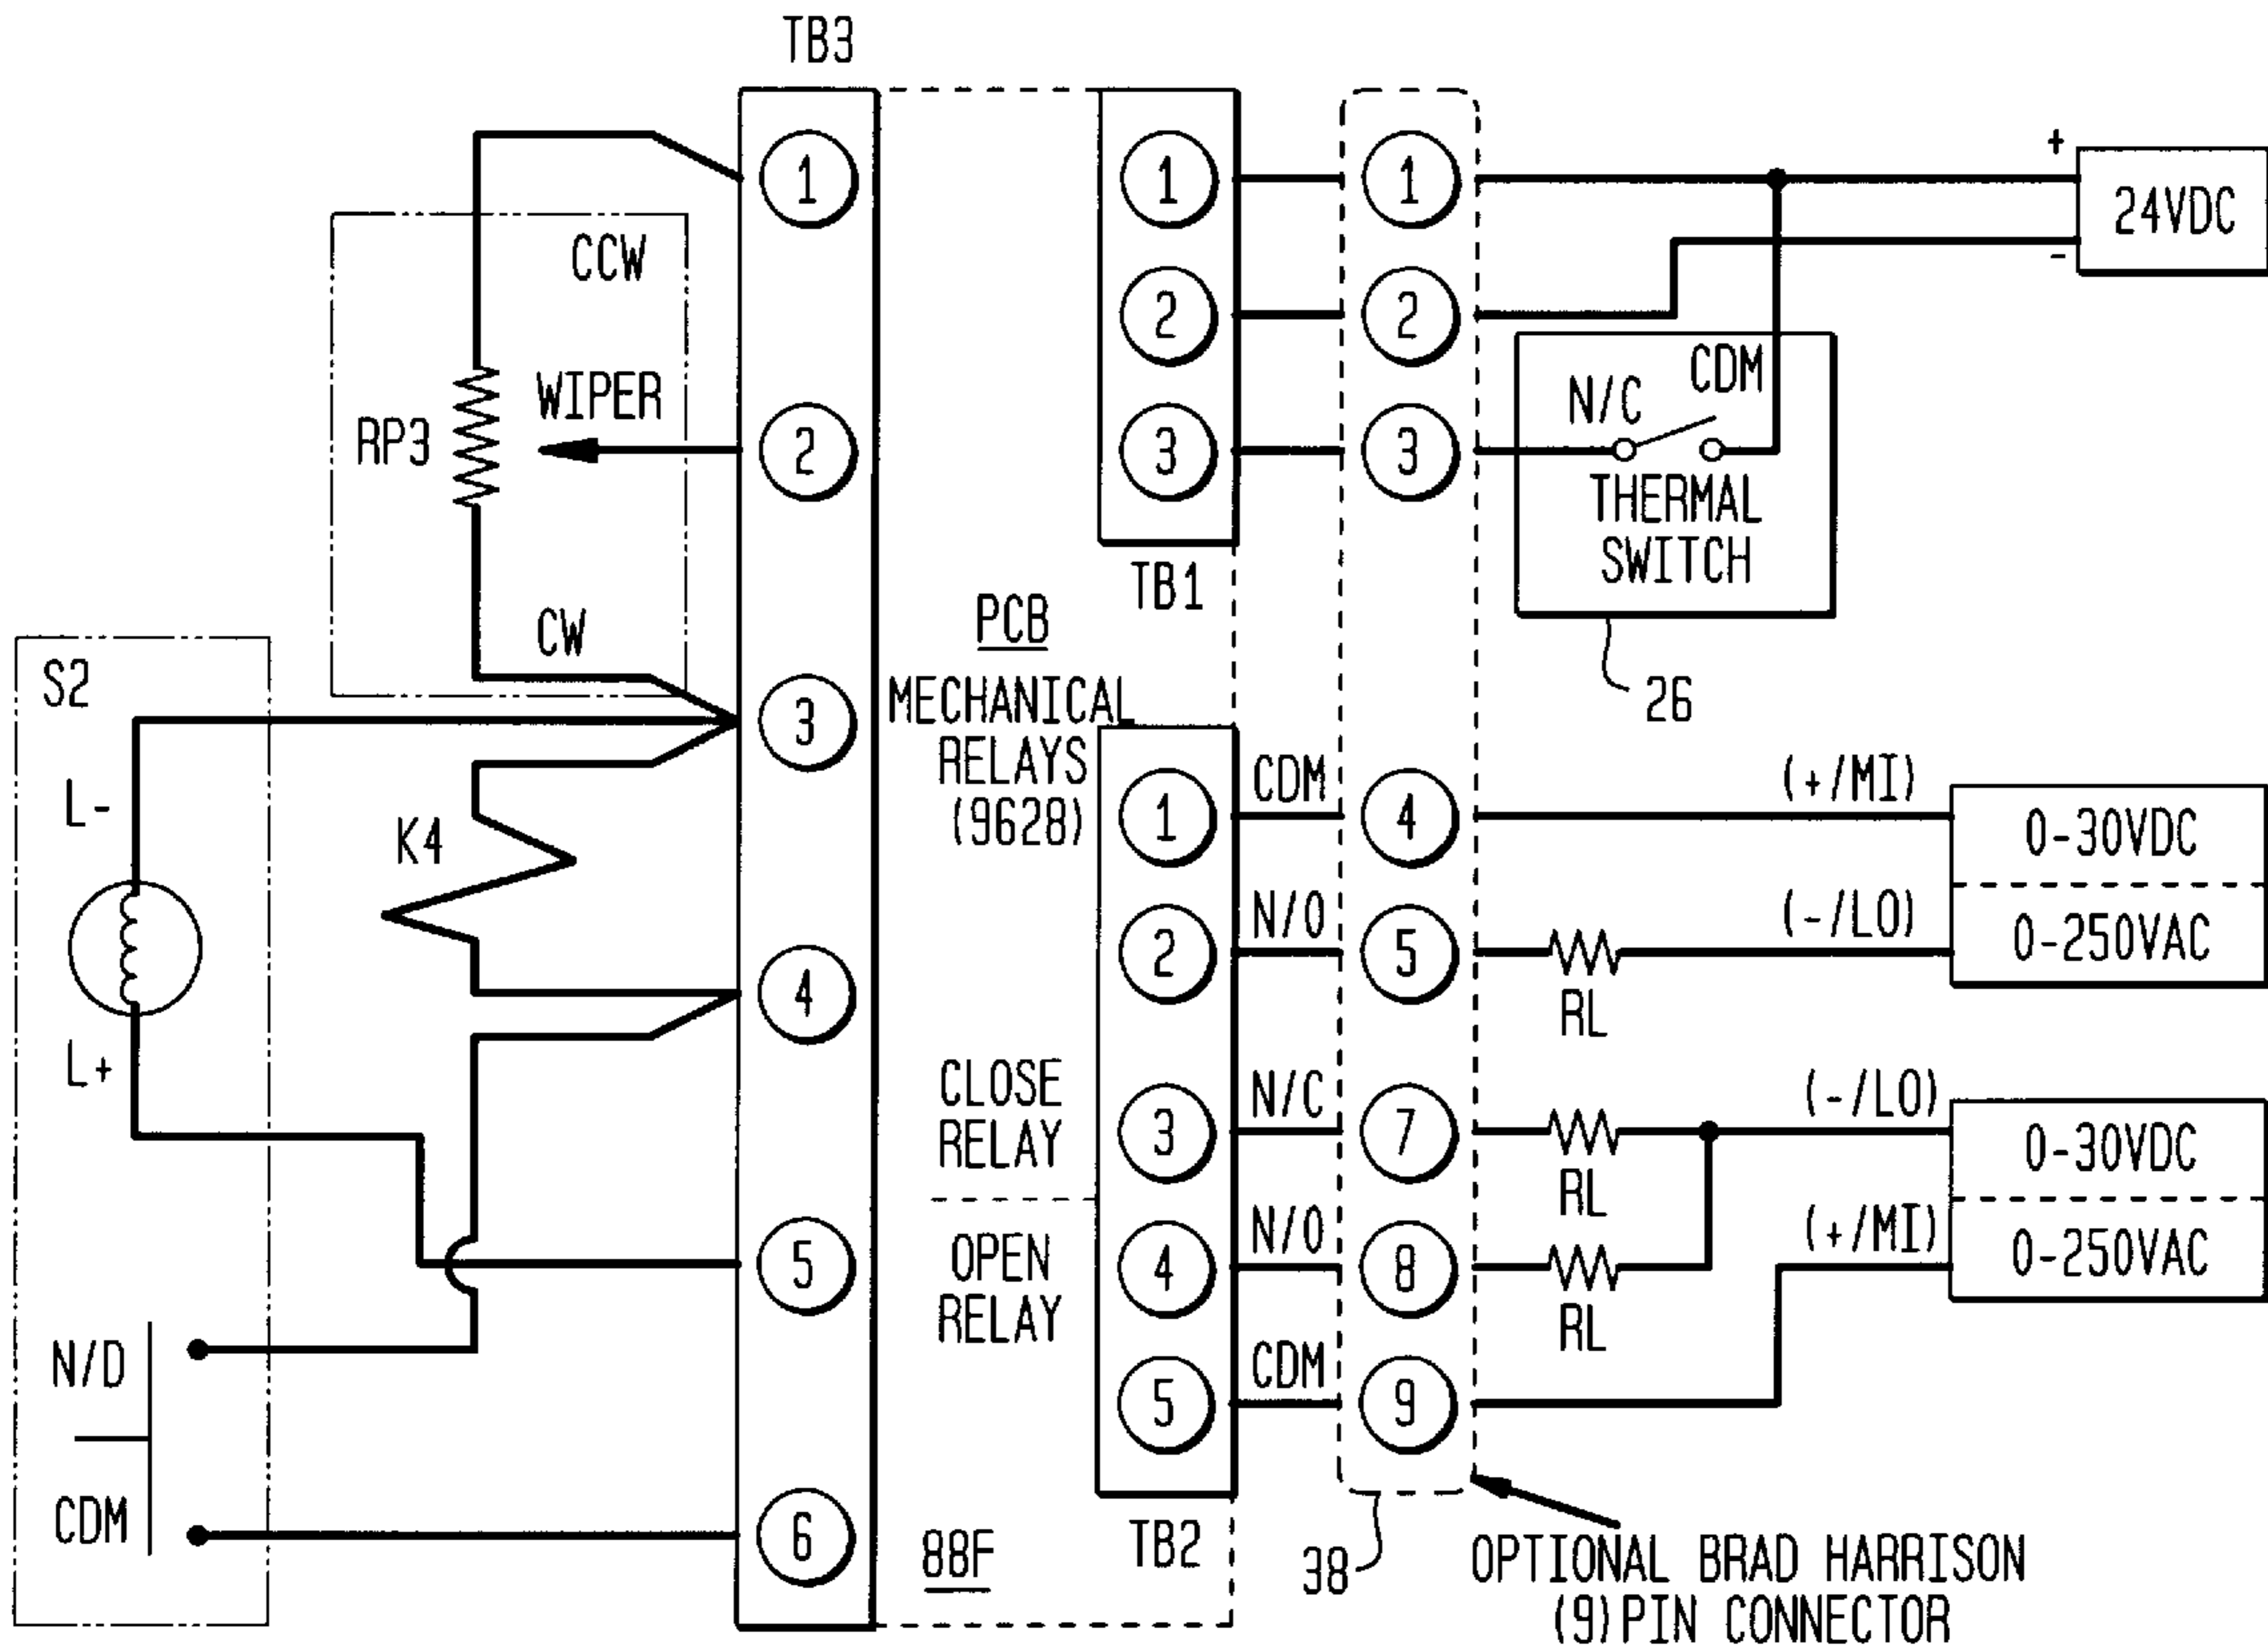 TB3
1
2
3
4
5
6
CCW
RP3
WIPER
CW
S2
L-
K4
L+
N/D
CDM
PCB
MECHANICAL
RELAYS
(9628)
CLOSE
RELAY
OPEN
RELAY
88F
1
2
3
TB1
1
2
3
4
5
TB2
CDM
N/O
N/C
N/O
CDM
1
2
3
4
5
7
8
9
38
+
24VDC
-
N/C
CDM
THERMAL
SWITCH
26
(+/MI)
0-30VDC
(-/LO)
0-250VAC
RL
(-/LO)
0-30VDC
RL
(+/MI)
0-250VAC
RL
OPTIONAL BRAD HARRISON
(9)PIN CONNECTOR